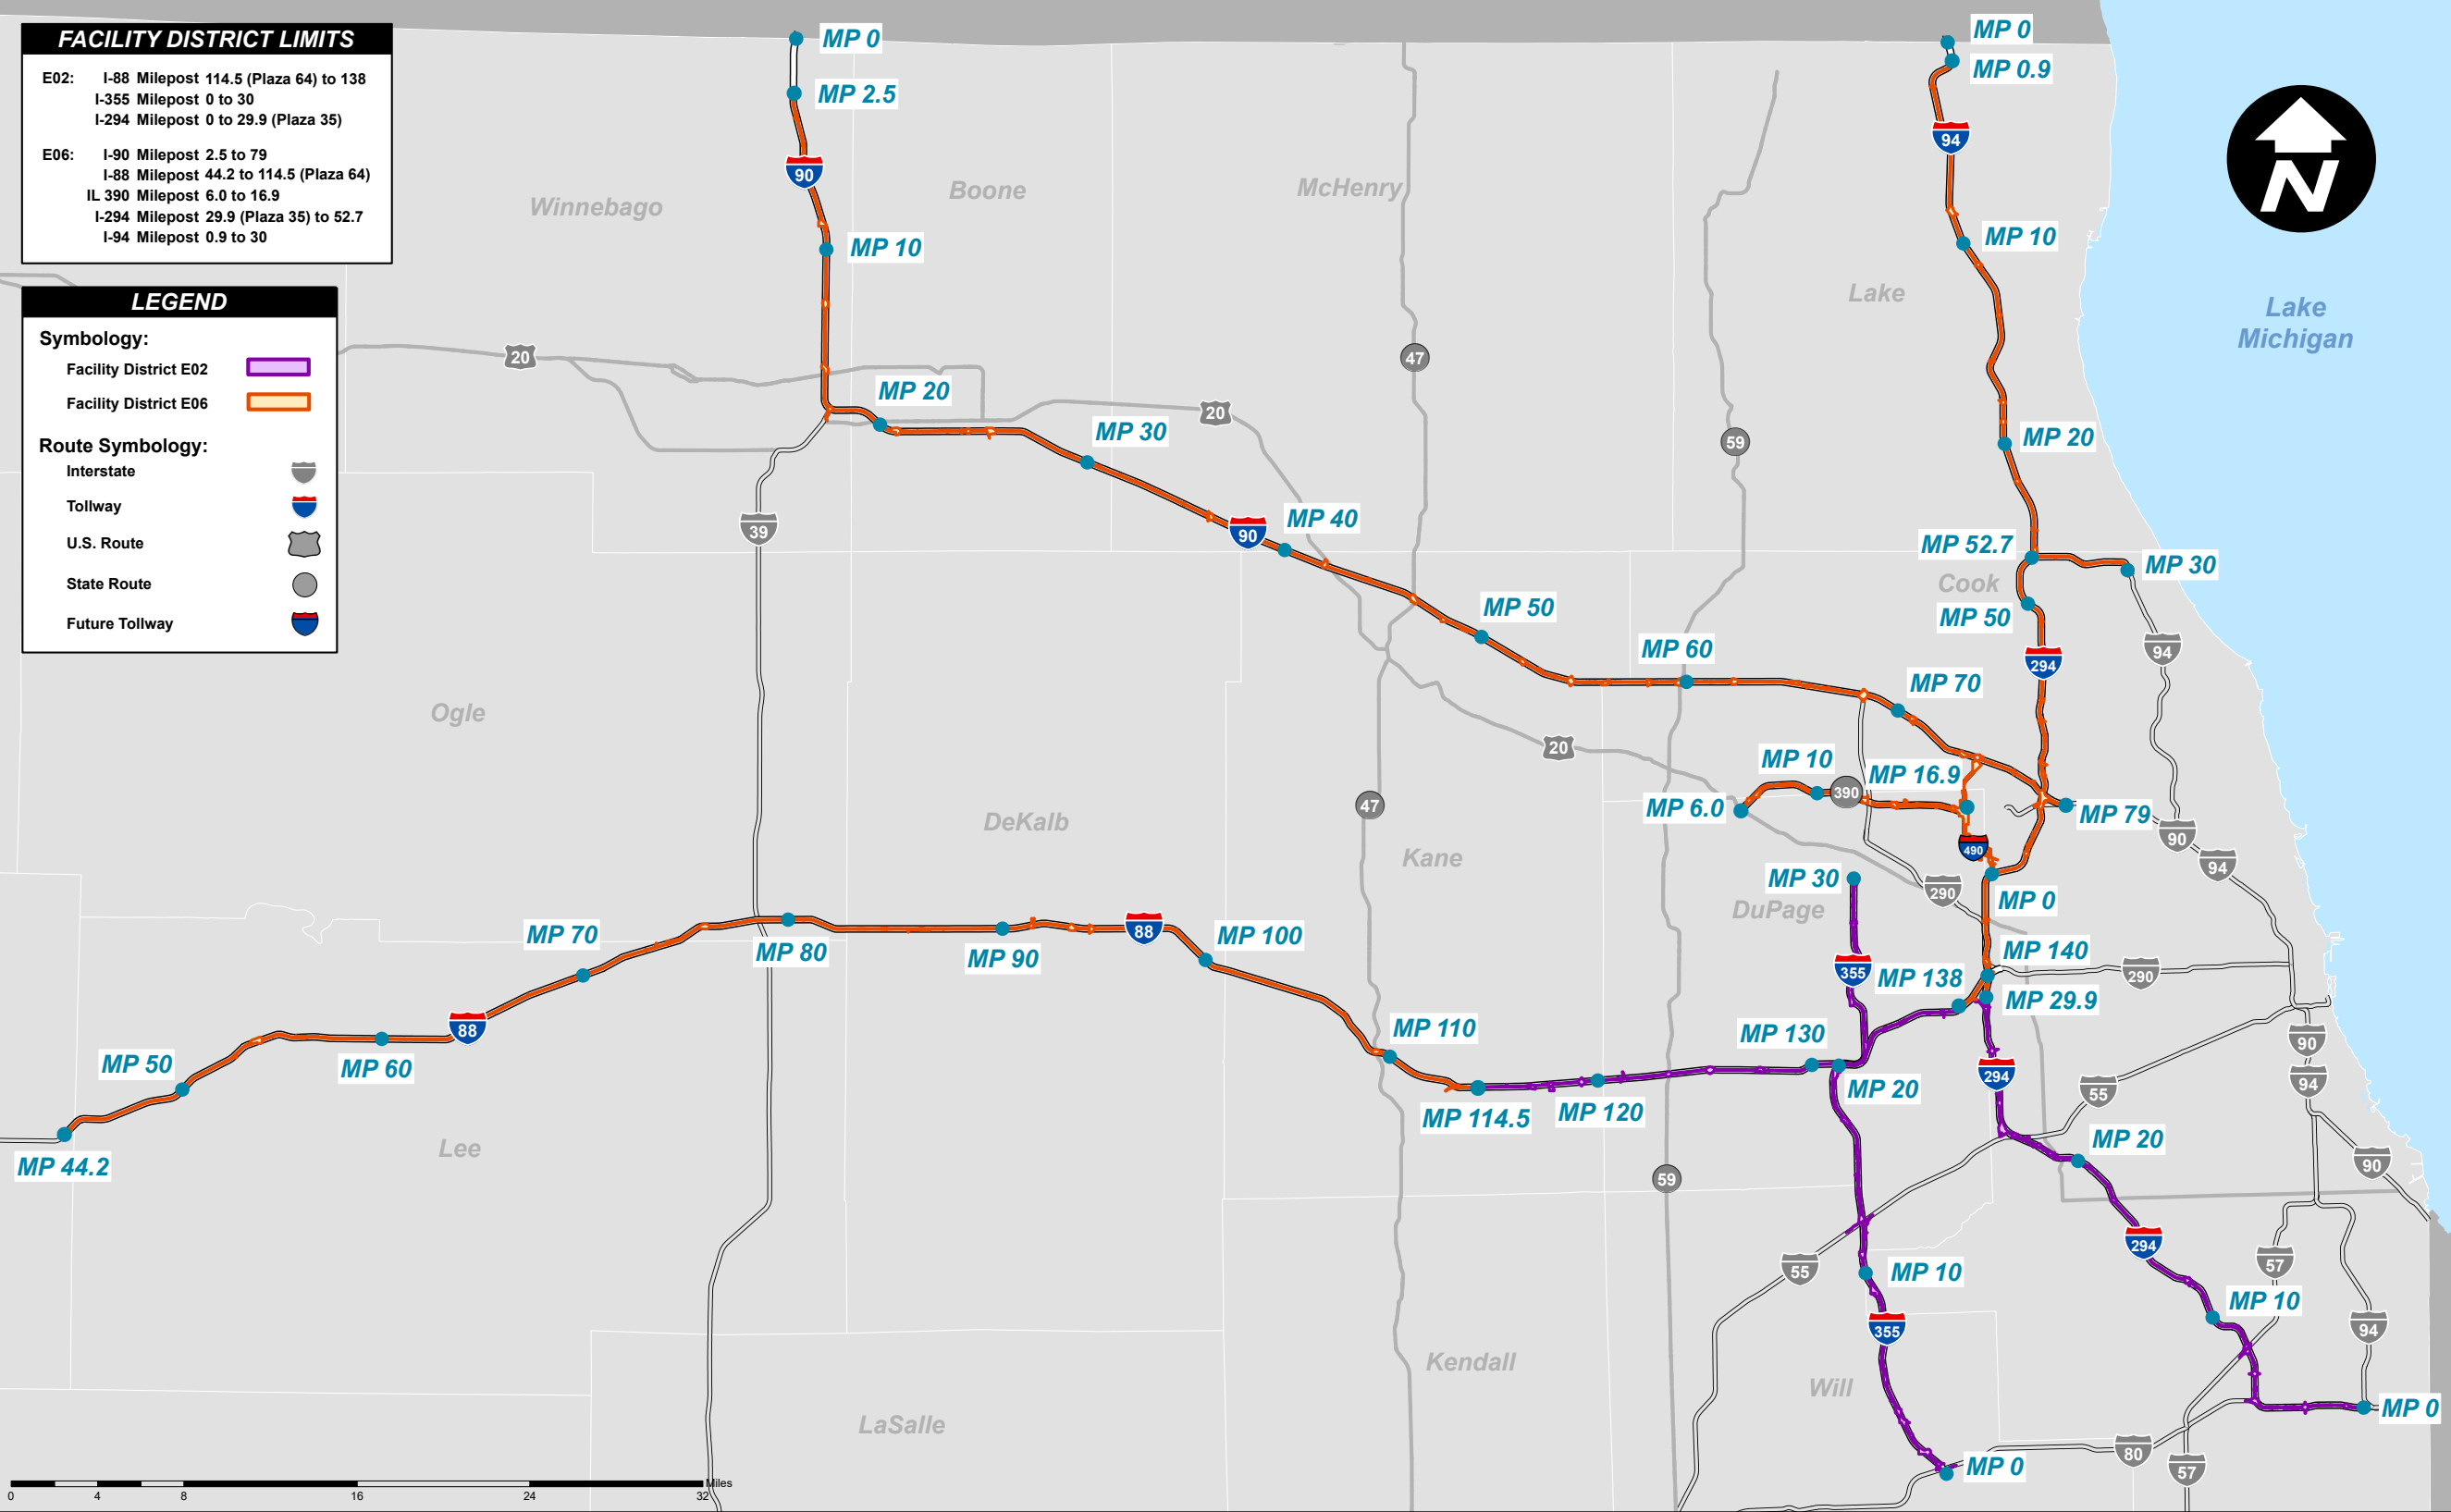 FACILITY DISTRICT LIMITS
E02: I-88 Milepost 114.5 (Plaza 64) to 138
I-355 Milepost 0 to 30
I-294 Milepost 0 to 29.9 (Plaza 35)
E06: I-90 Milepost 2.5 to 79
I-88 Milepost 44.2 to 114.5 (Plaza 64)
IL 390 Milepost 6.0 to 16.9
I-294 Milepost 29.9 (Plaza 35) to 52.7
I-94 Milepost 0.9 to 30
LEGEND
Symbology:
Facility District E02
Facility District E06
Route Symbology:
Interstate
Tollway
U.S. Route
State Route
Future Tollway
MP 0
MP 2.5
90
MP 10
Winnebago
Boone
McHenry
Lake
MP 0
MP 0.9
94
MP 10
N
Lake
Michigan
20
MP 20
20
47
59
MP 30
MP 20
39
90
MP 40
MP 52.7
MP 30
Cook
MP 50
MP 50
MP 60
94
294
MP 70
Ogle
20
MP 10
MP 16.9
390
MP 6.0
MP 79
47
DeKalb
Kane
90
94
490
MP 30
290
MP 0
DuPage
MP 70
MP 80
MP 90
88
MP 100
MP 140
355
MP 138
290
MP 29.9
88
MP 50
MP 60
MP 110
MP 130
90
294
94
55
MP 20
MP 114.5
MP 120
MP 20
MP 44.2
Lee
59
90
294
55
MP 10
57
MP 10
355
94
Kendall
Will
LaSalle
MP 0
80
MP 0
57
Miles
0 4 8 16 24 32